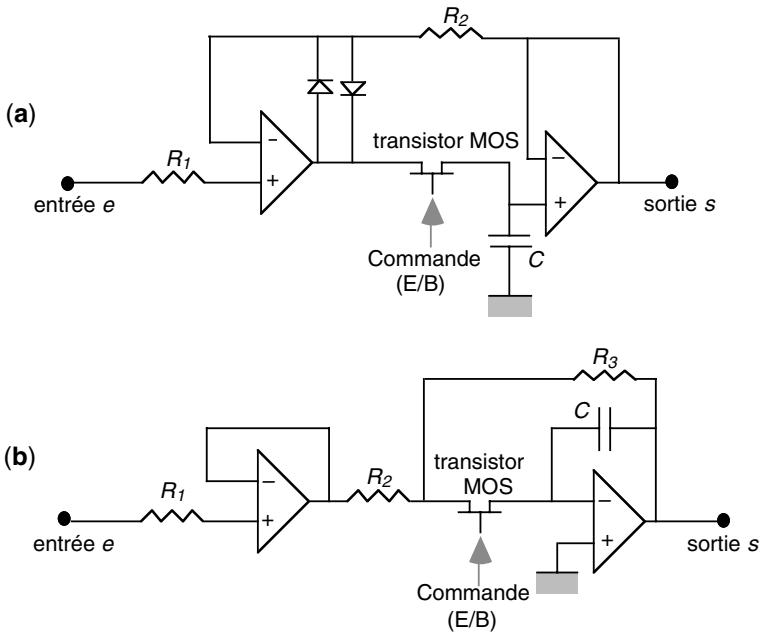 R2
(a)
transistor MOS
R1
-
+
-
+
entrée e
sortie s
Commande
(E/B)
C
R3
C
(b)
transistor
MOS
R2
R1
-
+
-
+
entrée e
sortie s
Commande
(E/B)